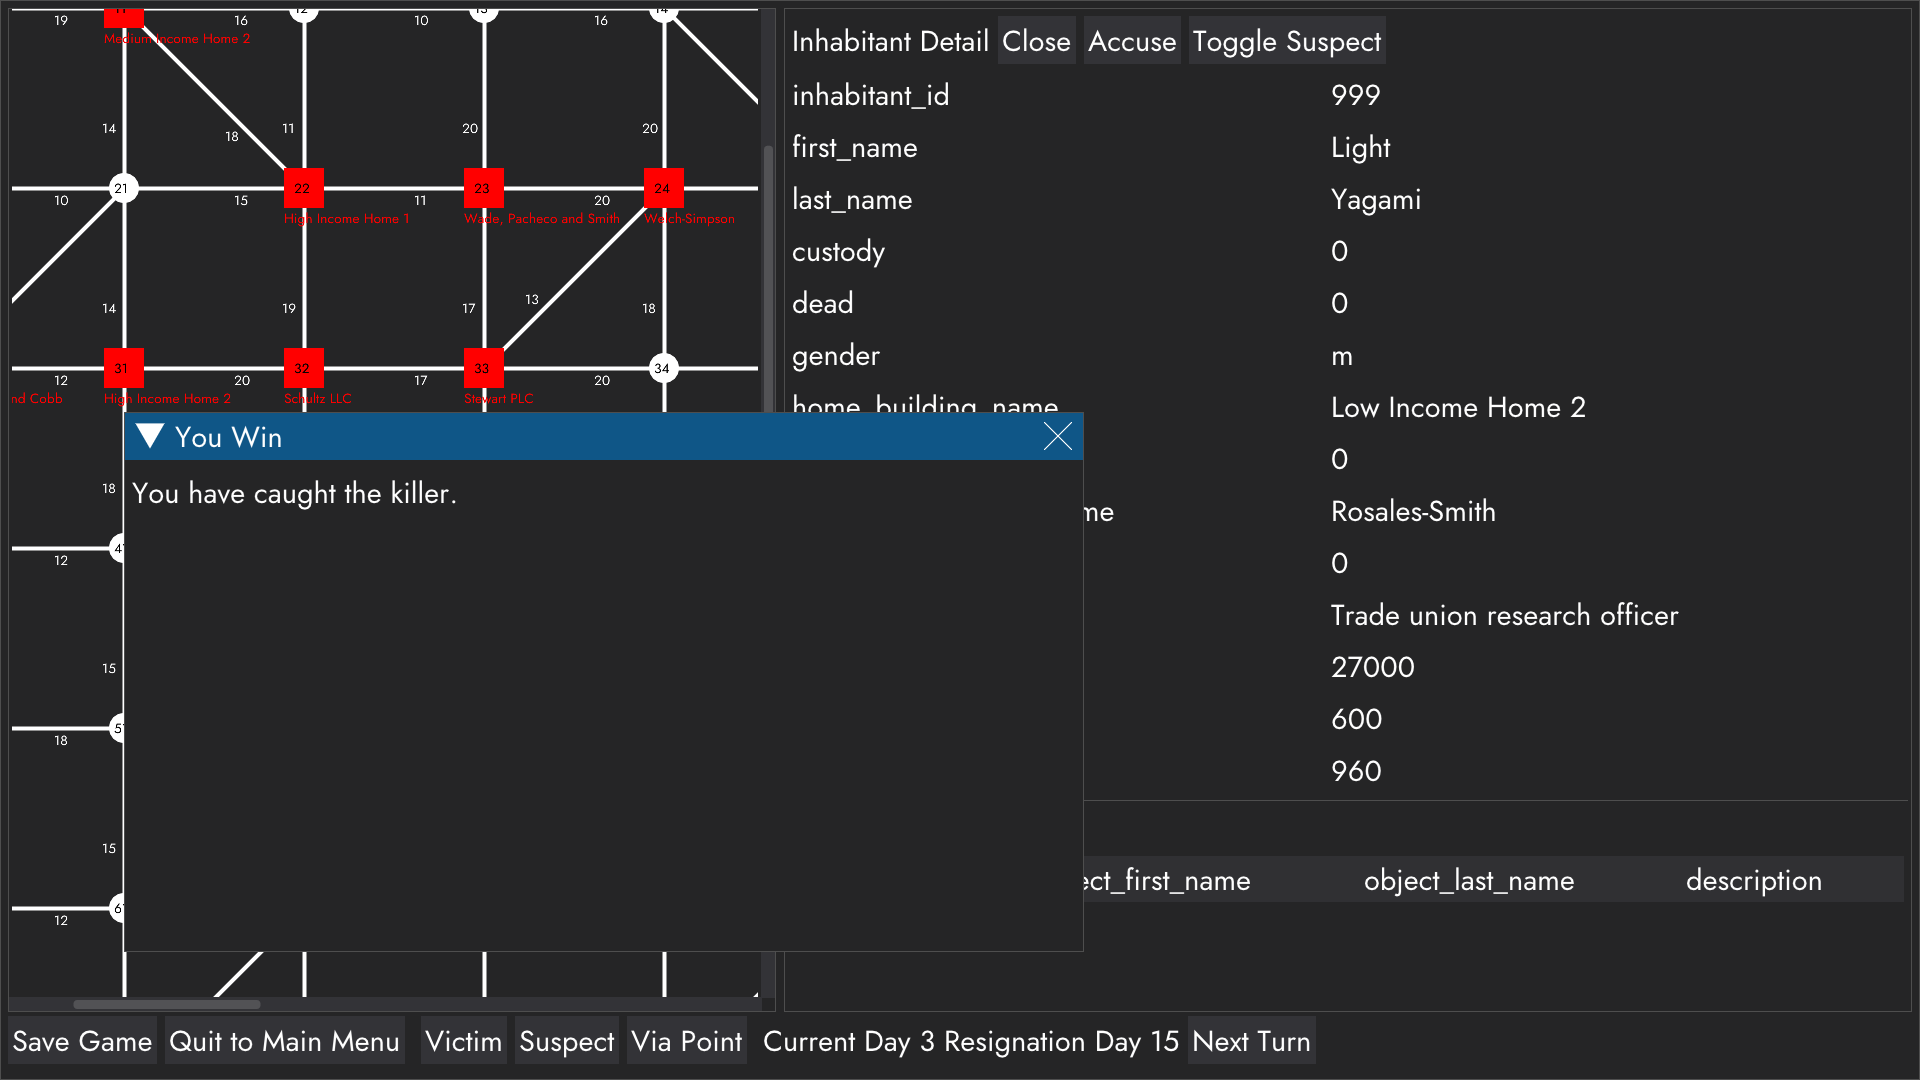 19
16
12
10
13
16
14
Medium Income Home 2
14
18
11
20
20
21
22
23
24
10
15
11
20
High Income Home 1
Wade, Pacheco and Smith
Welch-Simpson
14
19
17
13
18
31
32
33
34
12
20
17
20
nd Cobb
High Income Home 2
Schultz LLC
Stewart PLC
18
12
15
18
15
12
You Win
You have caught the killer.
Inhabitant Detail Close Accuse Toggle Suspect
inhabitant_id 999
first_name Light
last_name Yagami
custody 0
dead 0
gender m
home_building_name Low Income Home 2
0
me Rosales-Smith
0
Trade union research officer
27000
600
960
ect_first_name object_last_name description
Save Game Quit to Main Menu Victim Suspect Via Point Current Day 3 Resignation Day 15 Next Turn